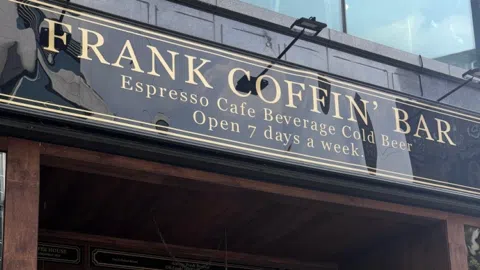 FRANK COFFIN' BAR
Espresso Cafe Beverage Cold Beer
Open 7 days a week.